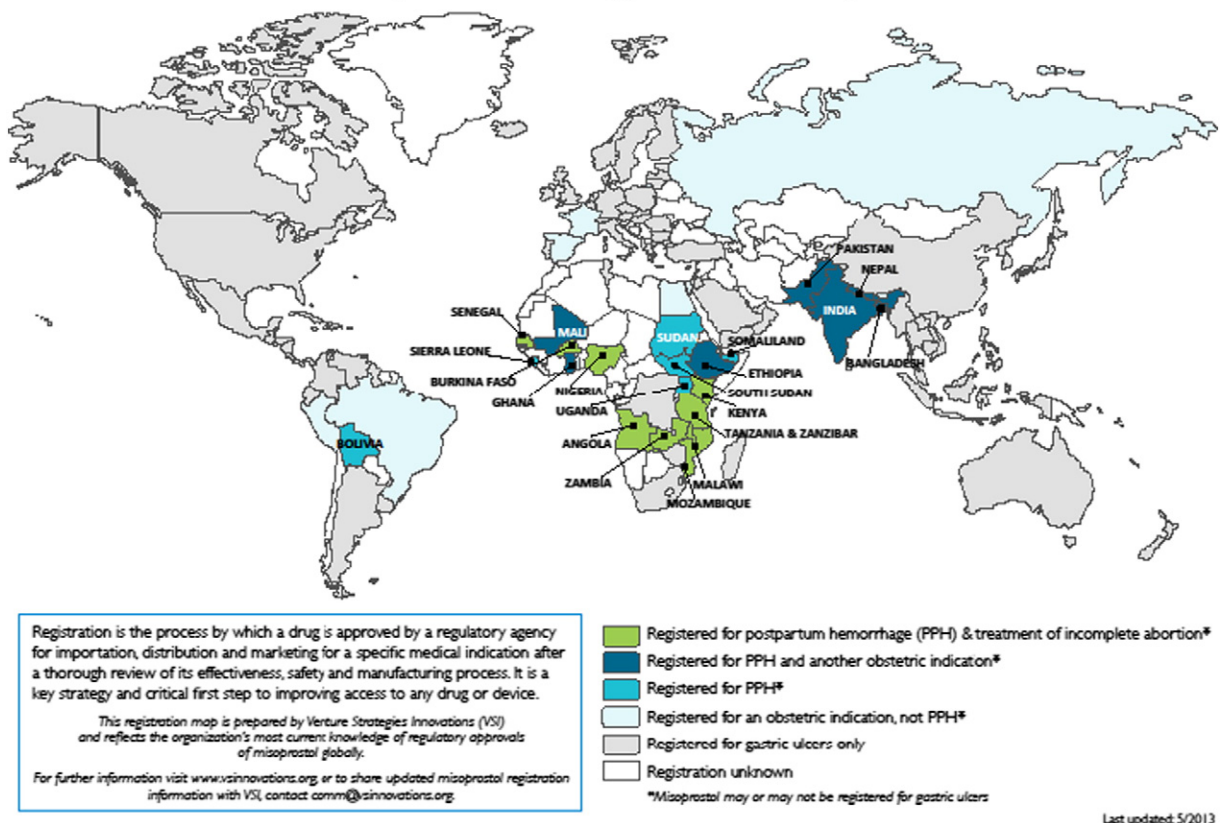 PAKISTAN
NEPAL
INDIA
BANGLADESH
SENEGAL
MALI
SUDAN
SOMALILAND
SIERRA LEONE
BURKINA FASO
ETHIOPIA
GHANA
NIGERIA
SOUTH SUDAN
UGANDA
KENYA
TANZANIA & ZANZIBAR
ANGOLA
BOLIVIA
ZAMBIA
MALAWI
MOZAMBIQUE
Registration is the process by which a drug is approved by a regulatory agency
for importation, distribution and marketing for a specific medical indication after
a thorough review of its effectiveness, safety and manufacturing process. It is a
key strategy and critical first step to improving access to any drug or device.
This registration map is prepared by Venture Strategies Innovations (VSI)
and reflects the organization's most current knowledge of regulatory approvals
of misoprostol globally.
For further information visit www.vsinnovations.org, or to share updated misoprostol registration
information with VSI, contact comm@vsinnovations.org.
Registered for postpartum hemorrhage (PPH) & treatment of incomplete abortion*
Registered for PPH and another obstetric indication*
Registered for PPH*
Registered for an obstetric indication, not PPH*
Registered for gastric ulcers only
Registration unknown
*Misoprostol may or may not be registered for gastric ulcers
Last updated: 5/2013